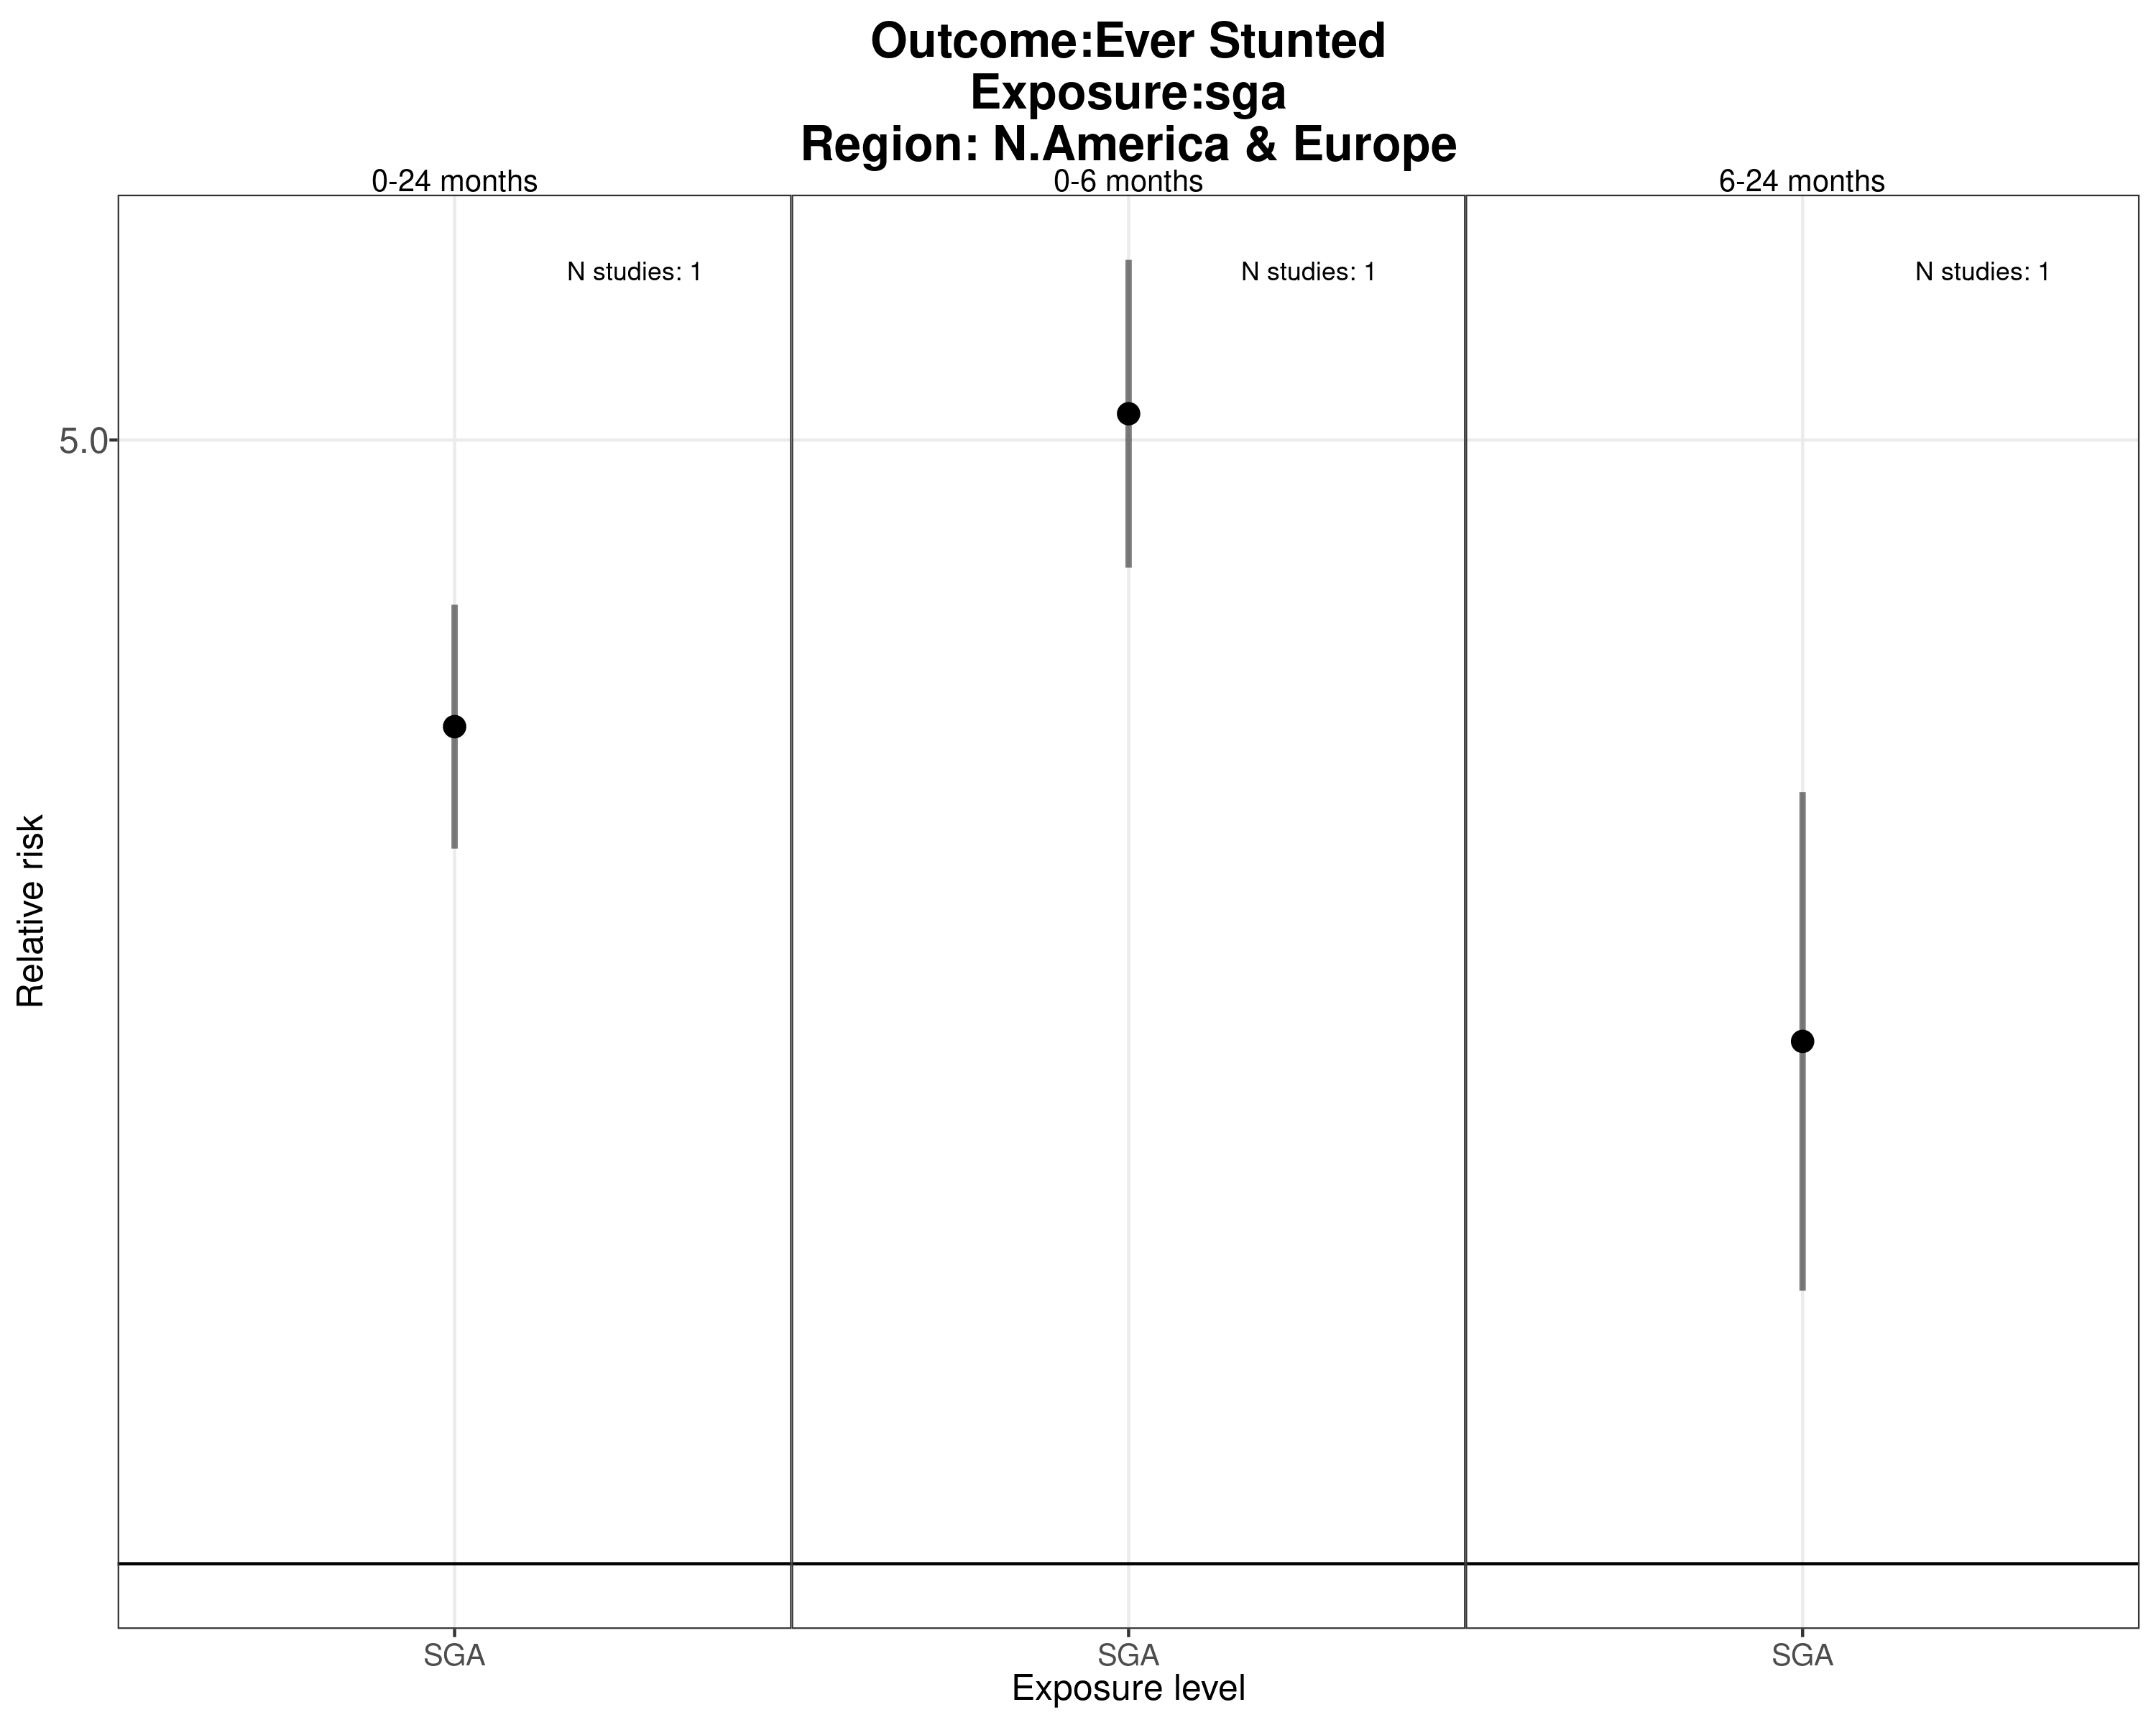 Outcome:Ever Stunted
Exposure:sga
Region: N.America & Europe
0-24 months
0-6 months
6-24 months
N studies: 1
N studies: 1
N studies: 1
5.0
Relative risk
SGA
SGA
SGA
Exposure level